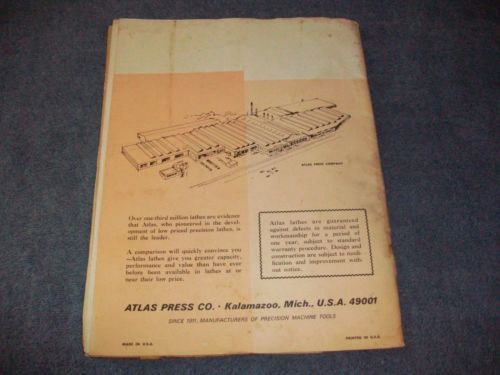 ATLAS PRESS COMPANY
Over one third million lathes are evidence
that Atlas, who pioneered in the devel-
opment of low priced precision lathes, is
still the leader.
A comparison will quickly convince you
—Atlas lathes give you greater capacity,
performance and value than have ever
before been available in lathes at or
near their low price.
Atlas lathes are guaranteed
against defects in material and
workmanship for a period of
one year, subject to standard
warranty procedure. Design and
construction are subject to modi-
fication and improvement with-
out notice.
ATLAS PRESS CO. · Kalamazoo, Mich., U.S.A. 49001
SINCE 1911, MANUFACTURERS OF PRECISION MACHINE TOOLS
MADE IN U.S.A.
PRINTED IN U.S.A.